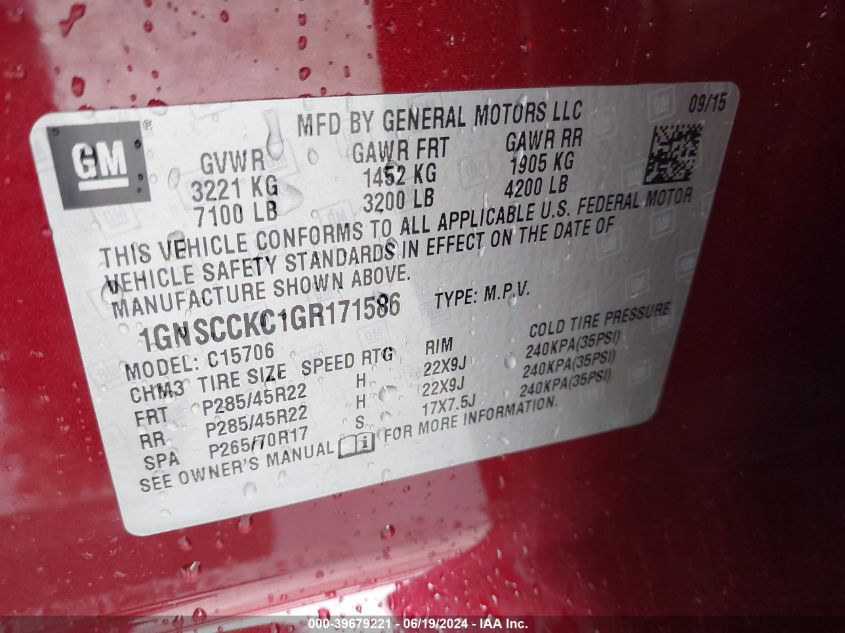 MFD BY GENERAL MOTORS LLC 09/15
GM ®
GVWR GAWR FRT GAWR RR
3221 KG 1452 KG 1905 KG
7100 LB 3200 LB 4200 LB
THIS VEHICLE CONFORMS TO ALL APPLICABLE U.S. FEDERAL MOTOR
VEHICLE SAFETY STANDARDS IN EFFECT ON THE DATE OF
MANUFACTURE SHOWN ABOVE.
1GNSCCKC1GR171586 TYPE: M.P.V.
MODEL: C15706
CHM3 TIRE SIZE SPEED RTG RIM COLD TIRE PRESSURE
FRT P285/45R22 H 22X9J 240KPA(35PSI)
RR P285/45R22 H 22X9J 240KPA(35PSI)
SPA P265/70R17 S 17X7.5J 240KPA(35PSI)
SEE OWNER'S MANUAL FOR MORE INFORMATION.
000-39679221 - 06/19/2024 - IAA Inc.